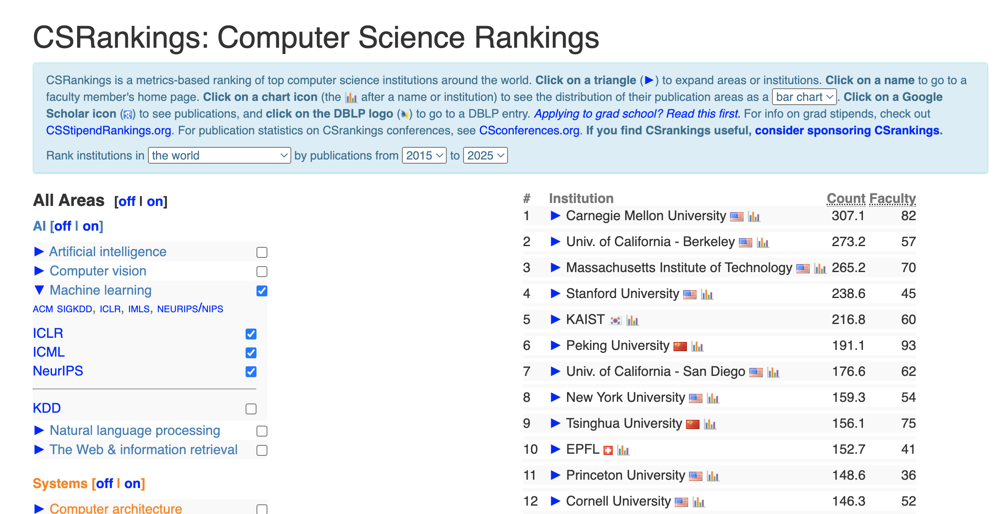 CSRankings: Computer Science Rankings
CSRankings is a metrics-based ranking of top computer science institutions around the world. Click on a triangle (▶) to expand areas or institutions. Click on a name to go to a
faculty member's home page. Click on a chart icon (the after a name or institution) to see the distribution of their publication areas as a bar chart. Click on a Google
Scholar icon () to see publications, and click on the DBLP logo () to go to a DBLP entry. Applying to grad school? Read this first. For info on grad stipends, check out
CSStipendRankings.org. For publication statistics on CSrankings conferences, see CSconferences.org. If you find CSrankings useful, consider sponsoring CSrankings.
Rank institutions in the world by publications from 2015 to 2025
All Areas [off | on]
AI [off | on]
▶ Artificial intelligence
▶ Computer vision
▼ Machine learning
ACM SIGKDD, ICLR, IMLS, NEURIPS/NIPS
ICLR
ICML
NeurIPS
KDD
▶ Natural language processing
▶ The Web & information retrieval
Systems [off | on]
▶ Computer architecture
# Institution Count Faculty
1 ▶ Carnegie Mellon University 307.1 82
2 ▶ Univ. of California - Berkeley 273.2 57
3 ▶ Massachusetts Institute of Technology 265.2 70
4 ▶ Stanford University 238.6 45
5 ▶ KAIST 216.8 60
6 ▶ Peking University 191.1 93
7 ▶ Univ. of California - San Diego 176.6 62
8 ▶ New York University 159.3 54
9 ▶ Tsinghua University 156.1 75
10 ▶ EPFL 152.7 41
11 ▶ Princeton University 148.6 36
12 ▶ Cornell University 146.3 52